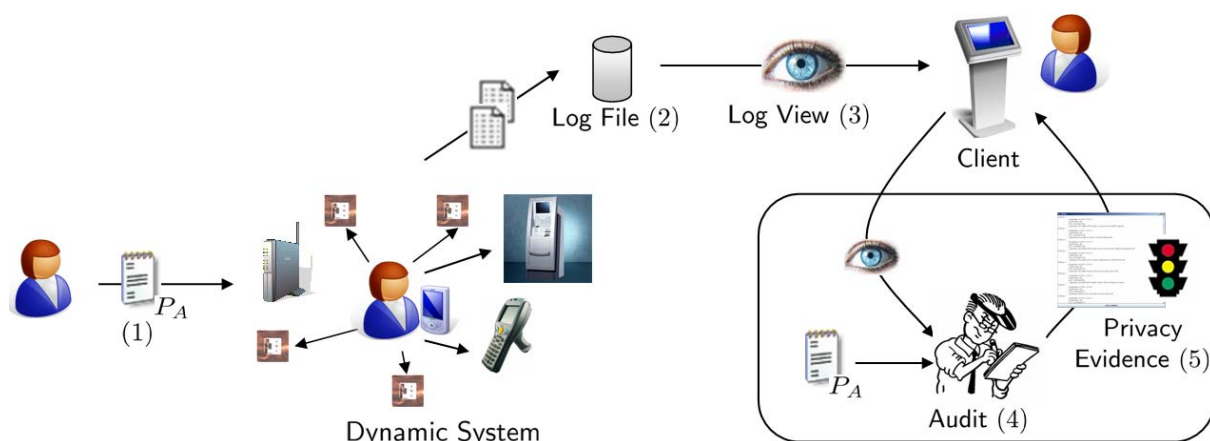 Log File (2)
Log View (3)
Client
P_A
(1)
Dynamic System
P_A
Audit (4)
Privacy
Evidence (5)